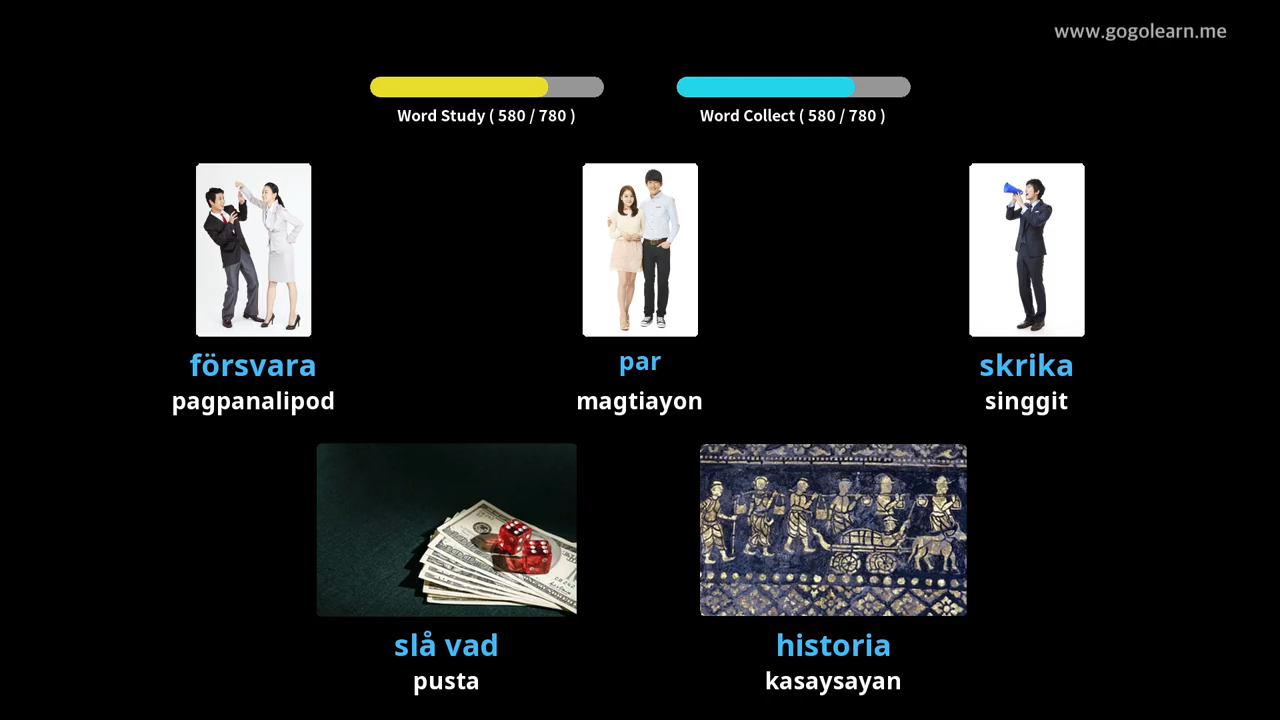 www.gogolearn.me
Word Study ( 580 / 780 )
Word Collect ( 580 / 780 )
försvara
pagpanalipod
par
magtiayon
skrika
singgit
slå vad
pusta
historia
kasaysayan